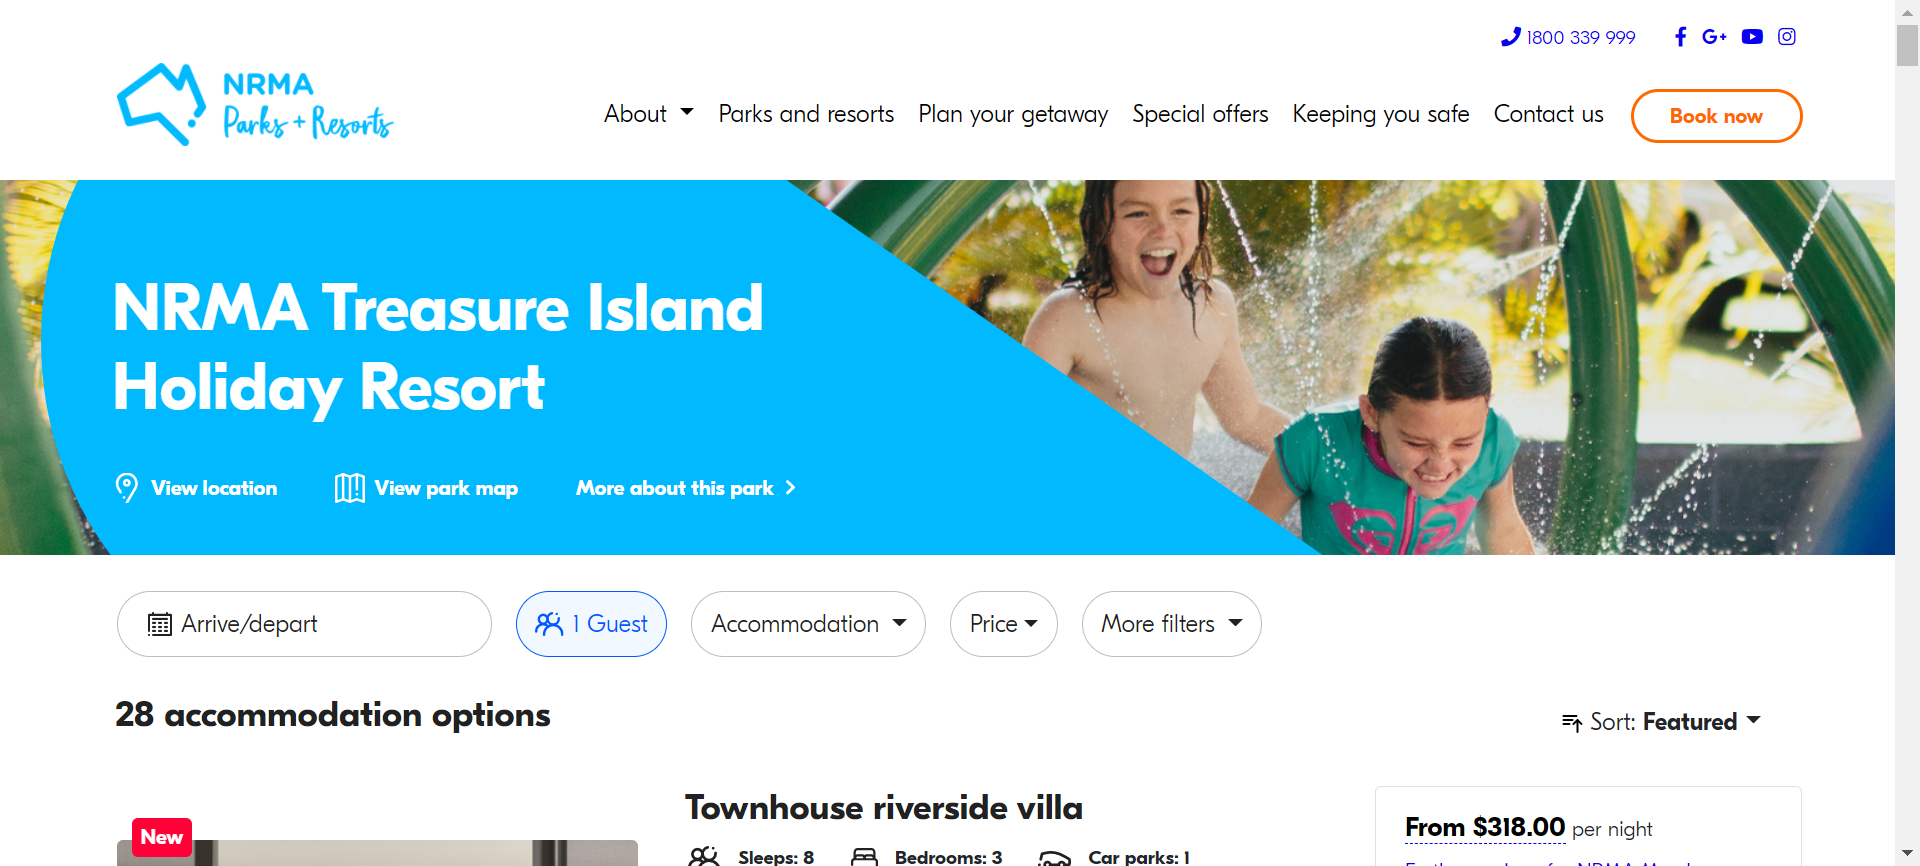 1800 339 999
NRMA
Parks + Resorts
About
Parks and resorts
Plan your getaway
Special offers
Keeping you safe
Contact us
Book now
NRMA Treasure Island
Holiday Resort
View location
View park map
More about this park
Arrive/depart
1 Guest
Accommodation
Price
More filters
28 accommodation options
Sort: Featured
New
Townhouse riverside villa
Sleeps: 8
Bedrooms: 3
Car parks: 1
From $318.00 per night